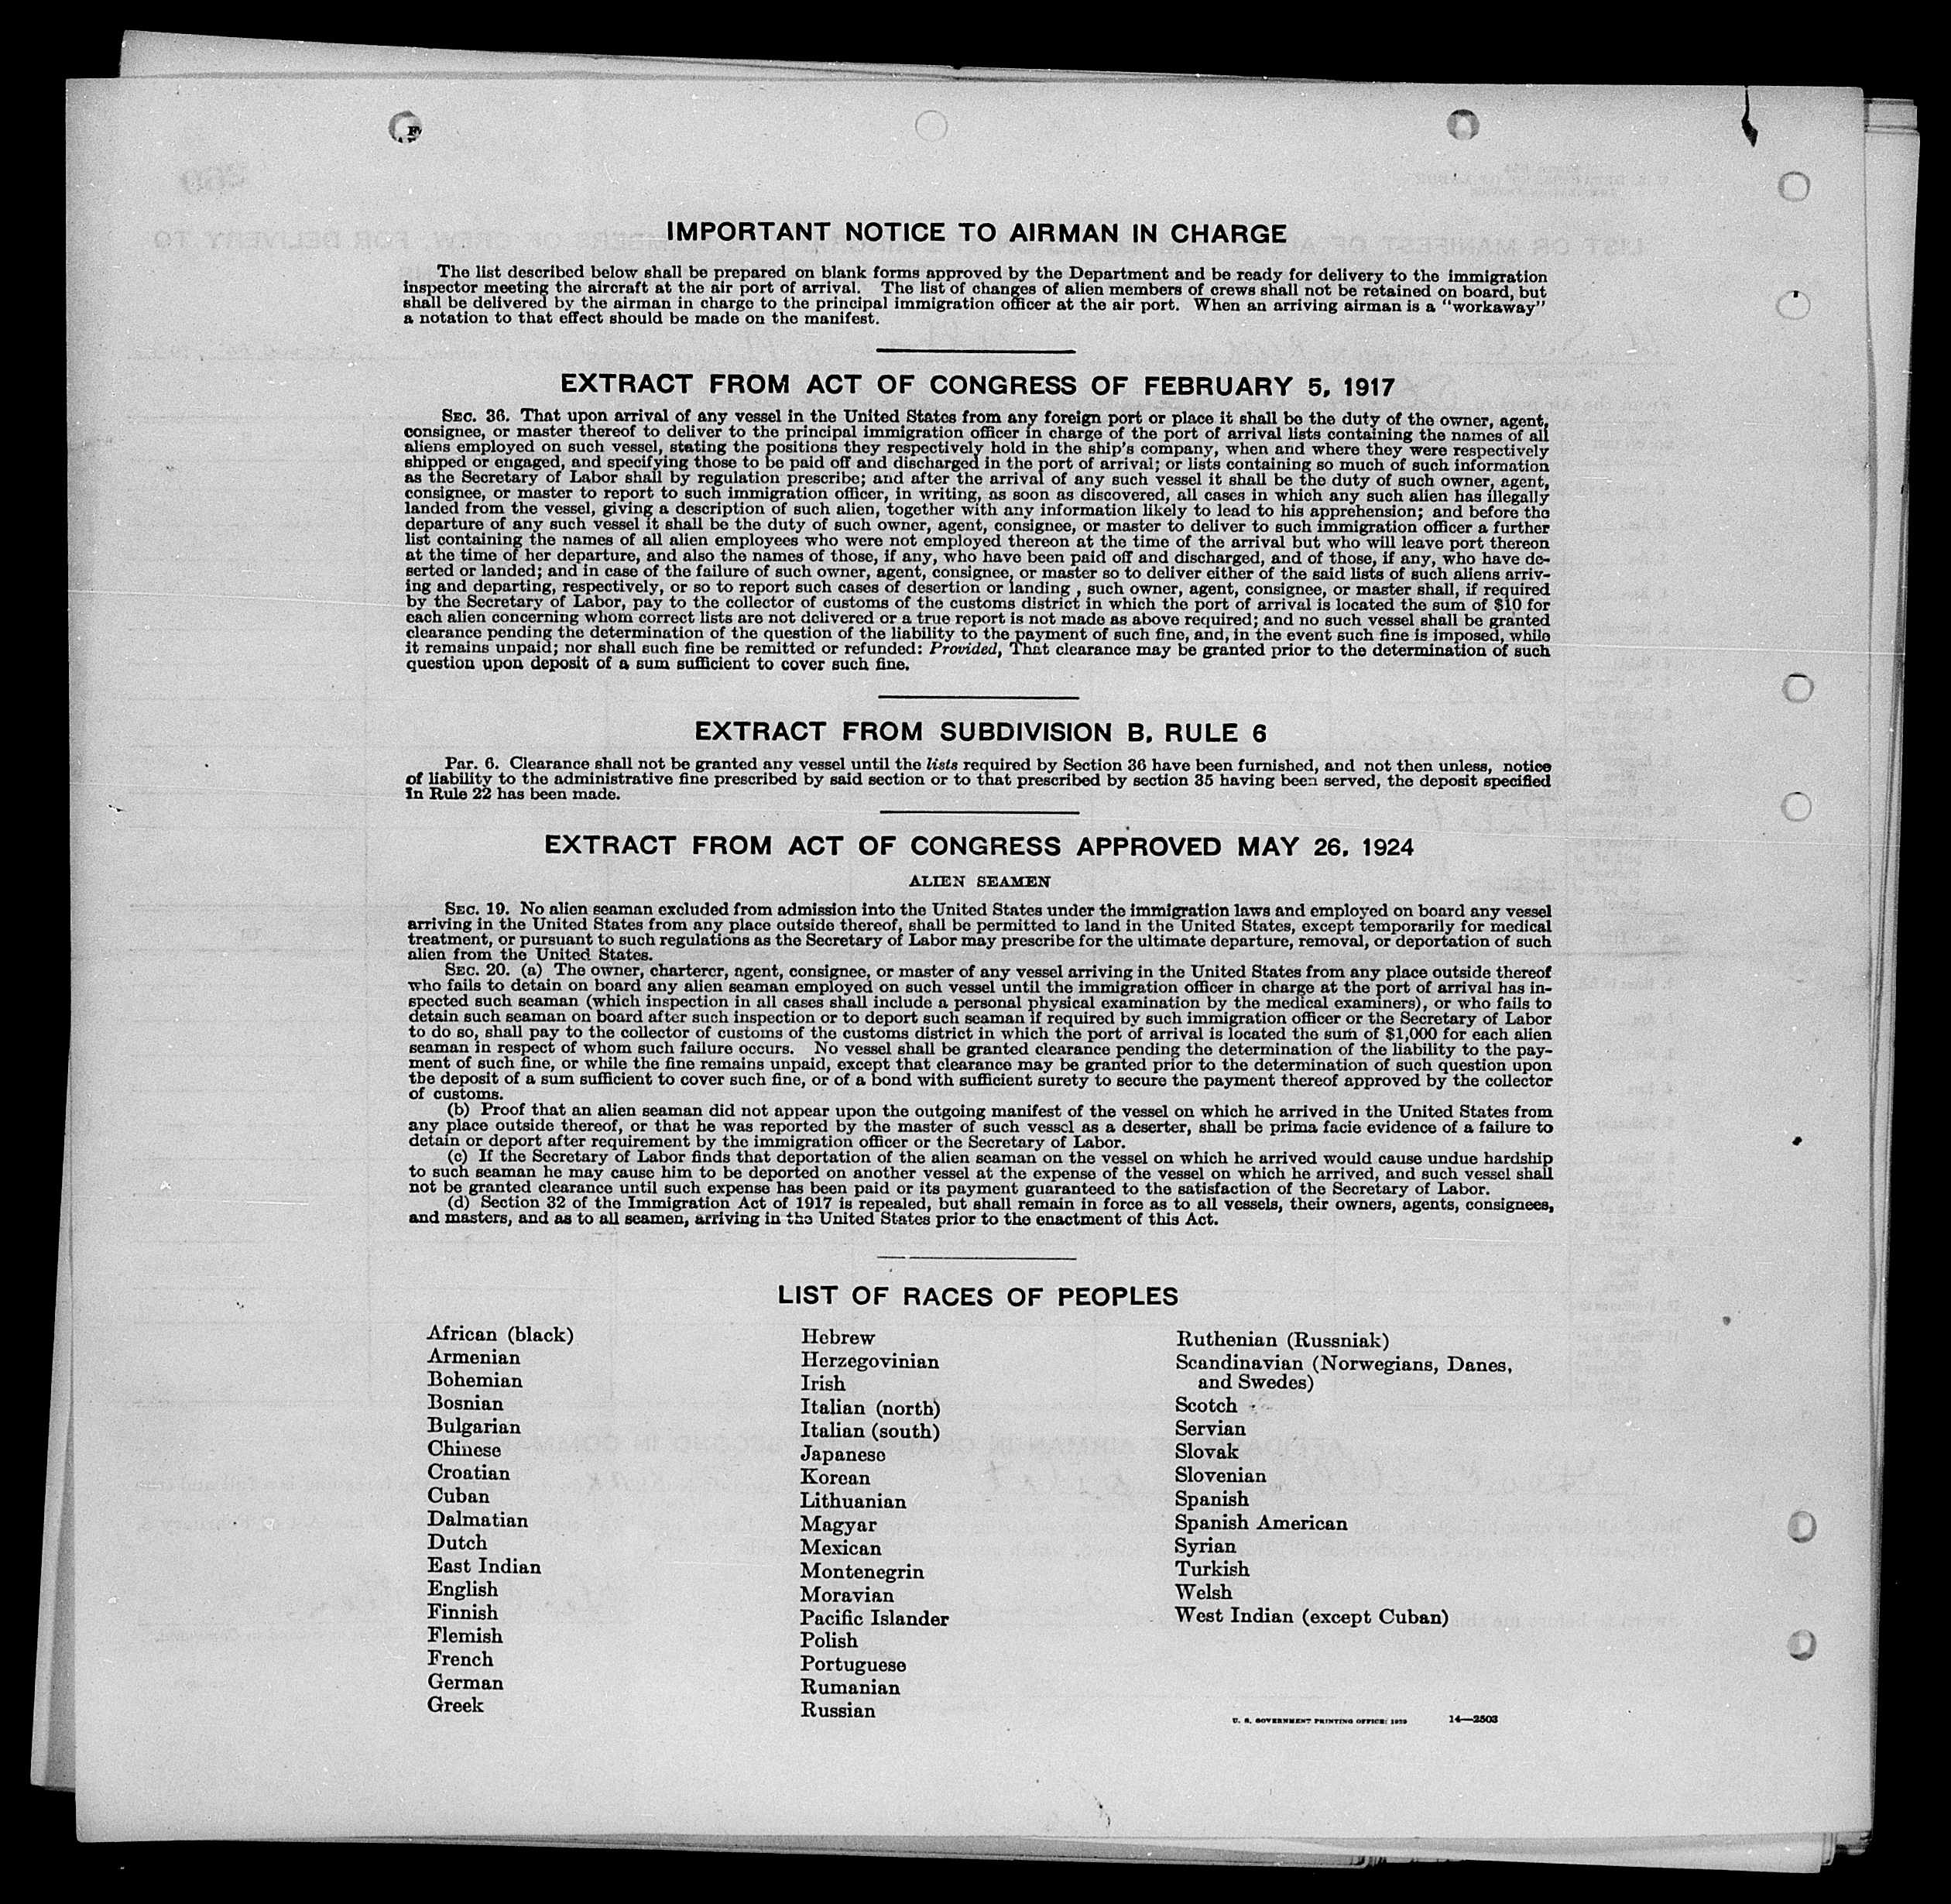 IMPORTANT NOTICE TO AIRMAN IN CHARGE
The list described below shall be prepared on blank forms approved by the Department and be ready for delivery to the immigration
inspector meeting the aircraft at the air port of arrival. The list of changes of alien members of crews shall not be retained on board, but
shall be delivered by the airman in charge to the principal immigration officer at the air port. When an arriving airman is a "workaway"
a notation to that effect should be made on the manifest.
EXTRACT FROM ACT OF CONGRESS OF FEBRUARY 5, 1917
SEC. 36. That upon arrival of any vessel in the United States from any foreign port or place it shall be the duty of the owner, agent,
consignee, or master thereof to deliver to the principal immigration officer in charge of the port of arrival lists containing the names of all
aliens employed on such vessel, stating the positions they respectively hold in the ship's company, when and where they were respectively
shipped or engaged, and specifying those to be paid off and discharged in the port of arrival; or lists containing so much of such information
as the Secretary of Labor shall by regulation prescribe; and after the arrival of any such vessel it shall be the duty of such owner, agent,
consignee, or master to report to such immigration officer, in writing, as soon as discovered, all cases in which any such alien has illegally
landed from the vessel, giving a description of such alien, together with any information likely to lead to his apprehension; and before the
departure of any such vessel it shall be the duty of such owner, agent, consignee, or master to deliver to such immigration officer a further
list containing the names of all alien employees who were not employed thereon at the time of the arrival but who will leave port thereon
at the time of her departure, and also the names of those, if any, who have been paid off and discharged, and of those, if any, who have de-
serted or landed; and in case of the failure of such owner, agent, consignee, or master so to deliver either of the said lists of such aliens arriv-
ing and departing, respectively, or so to report such cases of desertion or landing , such owner, agent, consignee, or master shall, if required
by the Secretary of Labor, pay to the collector of customs of the customs district in which the port of arrival is located the sum of $10 for
each alien concerning whom correct lists are not delivered or a true report is not made as above required; and no such vessel shall be granted
clearance pending the determination of the question of the liability to the payment of such fine, and, in the event such fine is imposed, while
it remains unpaid; nor shall such fine be remitted or refunded: Provided, That clearance may be granted prior to the determination of such
question upon deposit of a sum sufficient to cover such fine.
EXTRACT FROM SUBDIVISION B, RULE 6
Par. 6. Clearance shall not be granted any vessel until the lists required by Section 36 have been furnished, and not then unless, notice
of liability to the administrative fine prescribed by said section or to that prescribed by section 35 having been served, the deposit specified
in Rule 22 has been made.
EXTRACT FROM ACT OF CONGRESS APPROVED MAY 26, 1924
ALIEN SEAMEN
SEC. 19. No alien seaman excluded from admission into the United States under the immigration laws and employed on board any vessel
arriving in the United States from any place outside thereof, shall be permitted to land in the United States, except temporarily for medical
treatment, or pursuant to such regulations as the Secretary of Labor may prescribe for the ultimate departure, removal, or deportation of such
alien from the United States.
SEC. 20. (a) The owner, charterer, agent, consignee, or master of any vessel arriving in the United States from any place outside thereof
who fails to detain on board any alien seaman employed on such vessel until the immigration officer in charge at the port of arrival has in-
spected such seaman (which inspection in all cases shall include a personal physical examination by the medical examiners), or who fails to
detain such seaman on board after such inspection or to deport such seaman if required by such immigration officer or the Secretary of Labor
to do so, shall pay to the collector of customs of the customs district in which the port of arrival is located the sum of $1,000 for each alien
seaman in respect of whom such failure occurs. No vessel shall be granted clearance pending the determination of the liability to the pay-
ment of such fine, or while the fine remains unpaid, except that clearance may be granted prior to the determination of such question upon
the deposit of a sum sufficient to cover such fine, or of a bond with sufficient surety to secure the payment thereof approved by the collector
of customs.
(b) Proof that an alien seaman did not appear upon the outgoing manifest of the vessel on which he arrived in the United States from
any place outside thereof, or that he was reported by the master of such vessel as a deserter, shall be prima facie evidence of a failure to
detain or deport after requirement by the immigration officer or the Secretary of Labor.
(c) If the Secretary of Labor finds that deportation of the alien seaman on the vessel on which he arrived would cause undue hardship
to such seaman he may cause him to be deported on another vessel at the expense of the vessel on which he arrived, and such vessel shall
not be granted clearance until such expense has been paid or its payment guaranteed to the satisfaction of the Secretary of Labor.
(d) Section 32 of the Immigration Act of 1917 is repealed, but shall remain in force as to all vessels, their owners, agents, consignees,
and masters, and as to all seamen, arriving in the United States prior to the enactment of this Act.
LIST OF RACES OF PEOPLES
African (black)
Armenian
Bohemian
Bosnian
Bulgarian
Chinese
Croatian
Cuban
Dalmatian
Dutch
East Indian
English
Finnish
Flemish
French
German
Greek
Hebrew
Herzegovinian
Irish
Italian (north)
Italian (south)
Japanese
Korean
Lithuanian
Magyar
Mexican
Montenegrin
Moravian
Pacific Islander
Polish
Portuguese
Rumanian
Russian
Ruthenian (Russniak)
Scandinavian (Norwegians, Danes,
and Swedes)
Scotch
Servian
Slovak
Slovenian
Spanish
Spanish American
Syrian
Turkish
Welsh
West Indian (except Cuban)
U. S. GOVERNMENT PRINTING OFFICE: 1929 14—2503